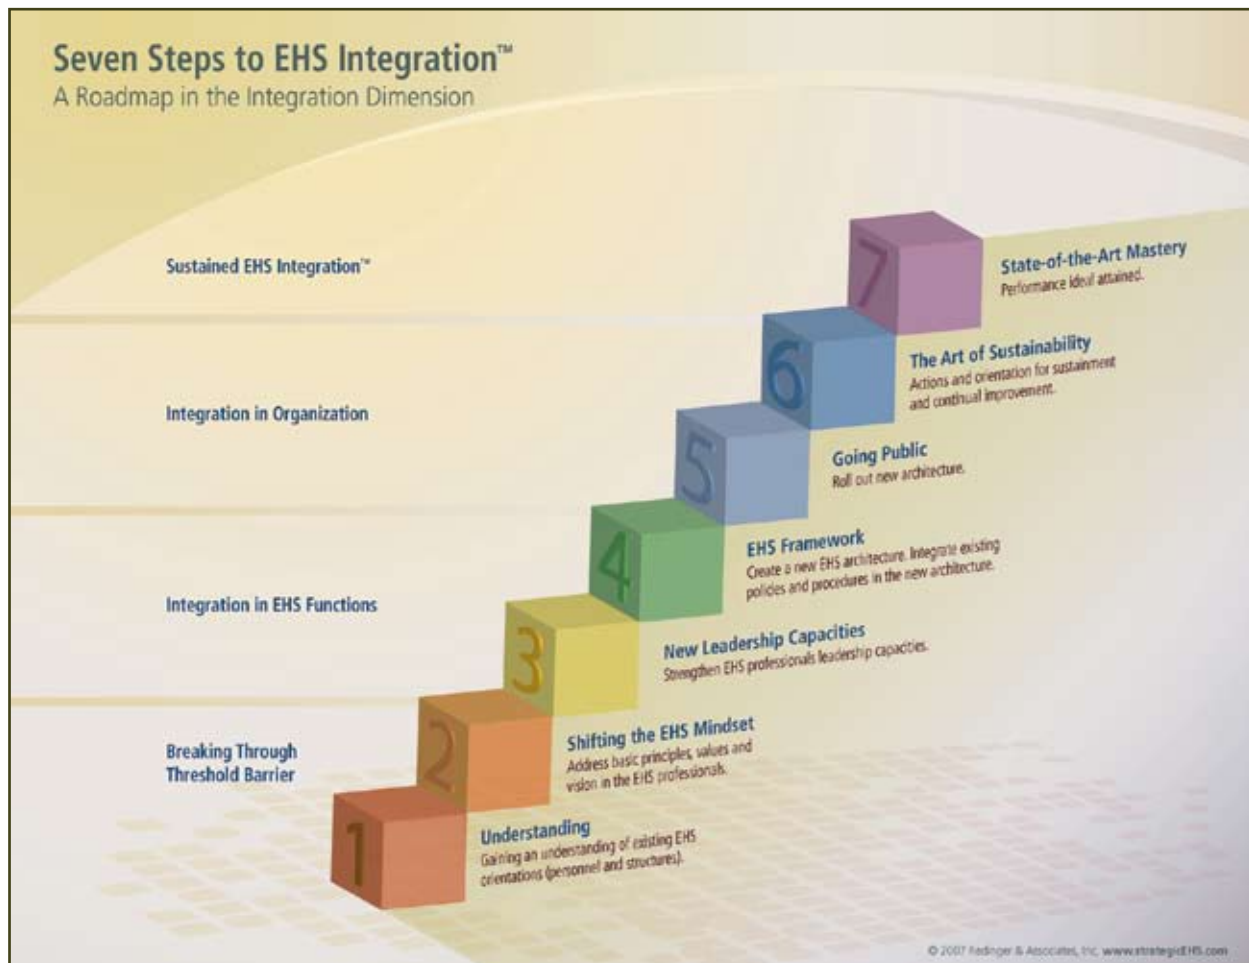 Seven Steps to EHS Integration™
A Roadmap in the Integration Dimension
Sustained EHS Integration™
Integration in Organization
Integration in EHS Functions
Breaking Through
Threshold Barrier
7
State-of-the-Art Mastery
Performance Ideal attained.
6
The Art of Sustainability
Actions and orientation for sustainment
and continual improvement.
5
Going Public
Roll out new architecture.
4
EHS Framework
Create a new EHS architecture. Integrate existing
policies and procedures in the new architecture.
3
New Leadership Capacities
Strengthen EHS professionals leadership capacities.
2
Shifting the EHS Mindset
Address basic principles, values and
vision in the EHS professionals.
1
Understanding
Gaining an understanding of existing EHS
orientations (personnel and structures).
© 2007 Redinger & Associates, Inc. www.strategicEHS.com